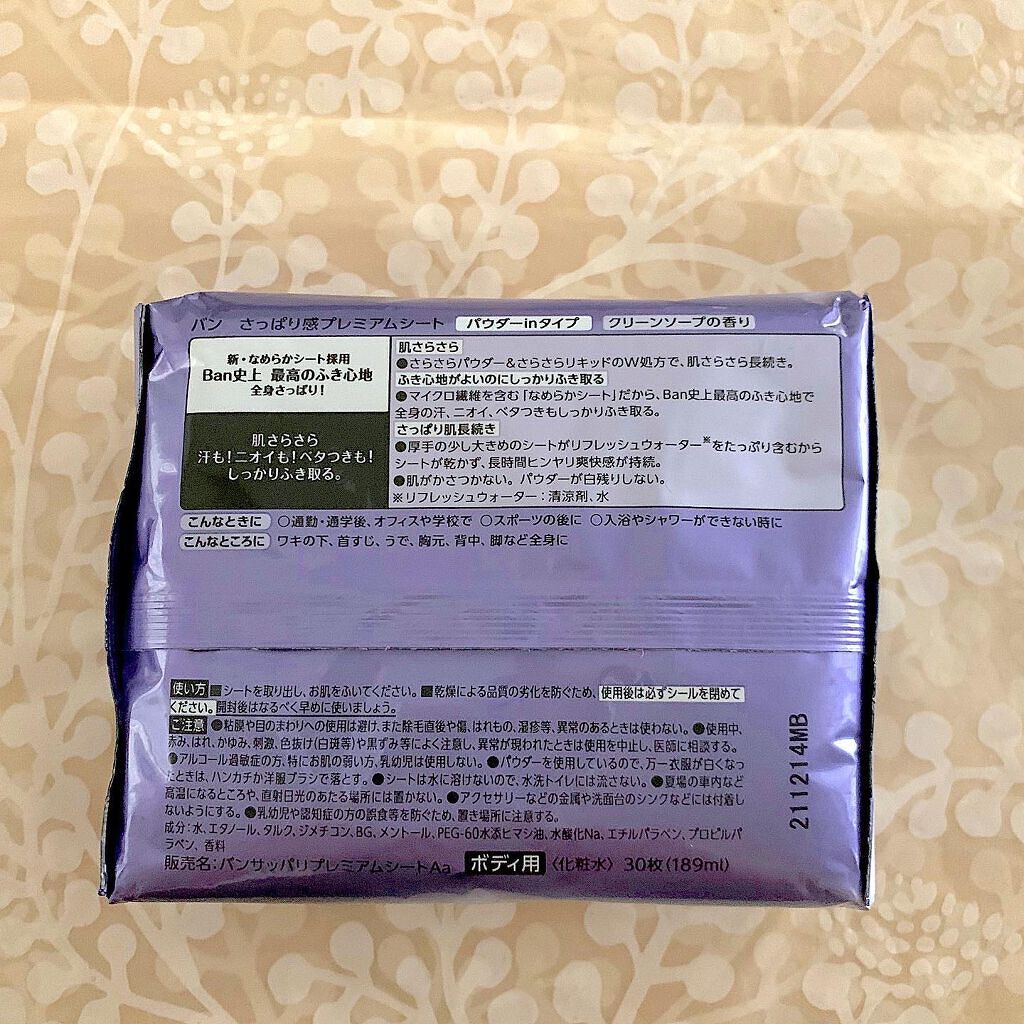 バン さっぱり感プレミアムシート パウダーinタイプ クリーンソープの香り
新・なめらかシート採用
Ban史上 最高のふき心地
全身さっぱり!
肌さらさら
汗も!ニオイも!ベタつきも!
しっかりふき取る。
肌さらさら
●さらさらパウダー&さらさらリキッドのW処方で、肌さらさら長続き。
ふき心地がよいのにしっかりふき取る
●マイクロ繊維を含む「なめらかシート」だから、Ban史上最高のふき心地で
全身の汗、ニオイ、ベタつきもしっかりふき取る。
さっぱり肌長続き
●厚手の少し大きめのシートがリフレッシュウォーター※をたっぷり含むから
シートが乾かず、長時間ヒンヤリ爽快感が持続。
●肌がかさつかない。パウダーが白残りしない。
※リフレッシュウォーター:清涼剤、水
こんなときに ○通勤・通学後、オフィスや学校で ○スポーツの後に ○入浴やシャワーができない時に
こんなところに ワキの下、首すじ、うで、胸元、背中、脚など全身に
使い方 ■シートを取り出し、お肌をふいてください。■乾燥による品質の劣化を防ぐため、使用後は必ずシールを閉めて
ください。開封後はなるべく早めに使いましょう。
ご注意 ●粘膜や目のまわりへの使用は避け、また除毛直後や傷、はれもの、湿疹等、異常のあるときは使わない。●使用中、
赤み、はれ、かゆみ、刺激、色抜け(白斑等)や黒ずみ等によく注意し、異常が現われたときは使用を中止し、医師に相談する。
●アルコール過敏症の方、特にお肌の弱い方、乳幼児は使用しない。●パウダーを使用しているので、万一衣服が白くなっ
たときは、ハンカチか洋服ブラシで落とす。●シートは水に溶けないので、水洗トイレには流さない。●夏場の車内など
高温になるところや、直射日光のあたる場所には置かない。●アクセサリーなどの金属や洗面台のシンクなどには付着し
ないようにする。●乳幼児や認知症の方の誤食等を防ぐため、置き場所に注意する。
成分:水、エタノール、タルク、ジメチコン、BG、メントール、PEG-60水添ヒマシ油、水酸化Na、エチルパラベン、プロピルパ
ラベン、香料
販売名:バンサッパリプレミアムシートAa ボディ用 〈化粧水〉 30枚(189ml)
211214MB